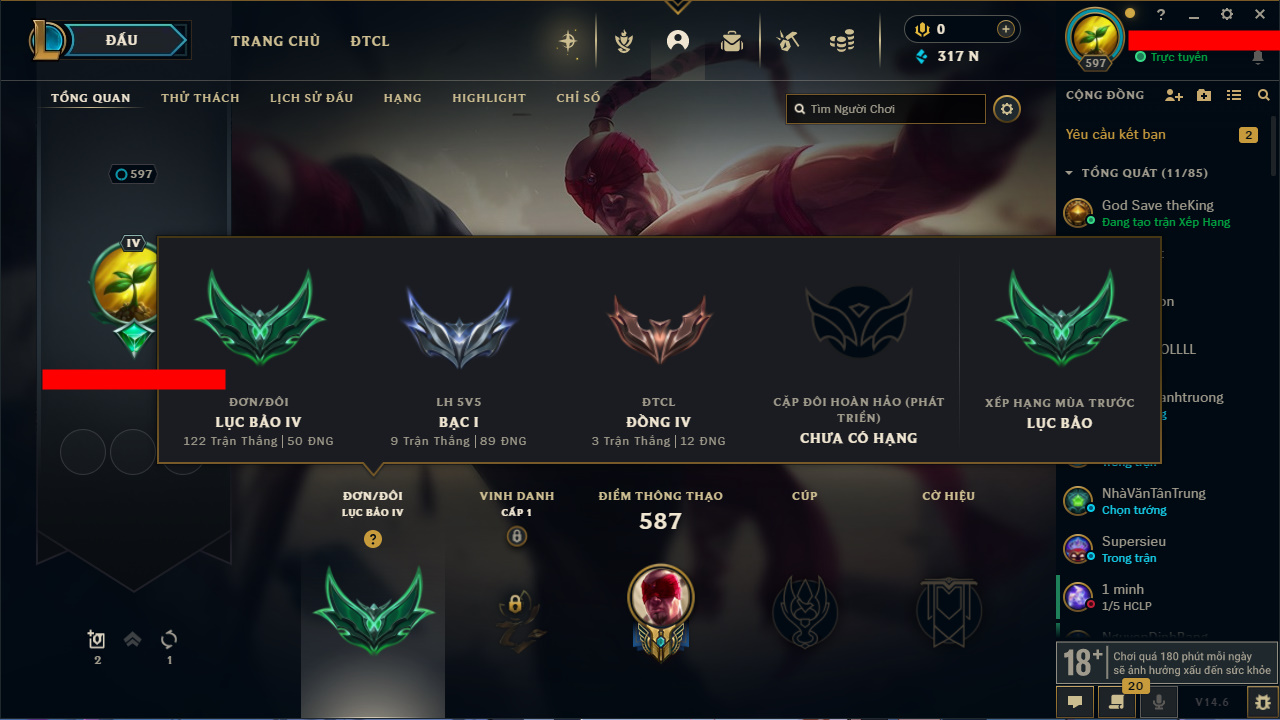 ĐẤU
TRANG CHỦ
ĐTCL
0
317 N
?
597
Trực tuyến
TỔNG QUAN
THỬ THÁCH
LỊCH SỬ ĐẤU
HẠNG
HIGHLIGHT
CHỈ SỐ
Tìm Người Chơi
CỘNG ĐỒNG
Yêu cầu kết bạn
2
TỔNG QUÁT (11/85)
God Save theKing
Đang tạo trận Xếp Hạng
597
IV
ĐƠN/ĐÔI
LỤC BẢO IV
122 Trận Thắng | 50 ĐNG
LH 5V5
BẠC I
9 Trận Thắng | 89 ĐNG
ĐTCL
ĐỒNG IV
3 Trận Thắng | 12 ĐNG
CẶP ĐÔI HOÀN HẢO (PHÁT
TRIỂN)
CHƯA CÓ HẠNG
XẾP HẠNG MÙA TRƯỚC
LỤC BẢO
on
OLLLL
anhtruong
NhàVănTânTrung
Chọn tướng
Supersieu
Trong trận
1 minh
1/5 HCLP
ĐƠN/ĐÔI
LỤC BẢO IV
?
VINH DANH
CẤP 1
ĐIỂM THÔNG THẠO
587
CÚP
CỜ HIỆU
2
1
18+
Chơi quá 180 phút mỗi ngày
sẽ ảnh hưởng xấu đến sức khỏe
20
V14.6